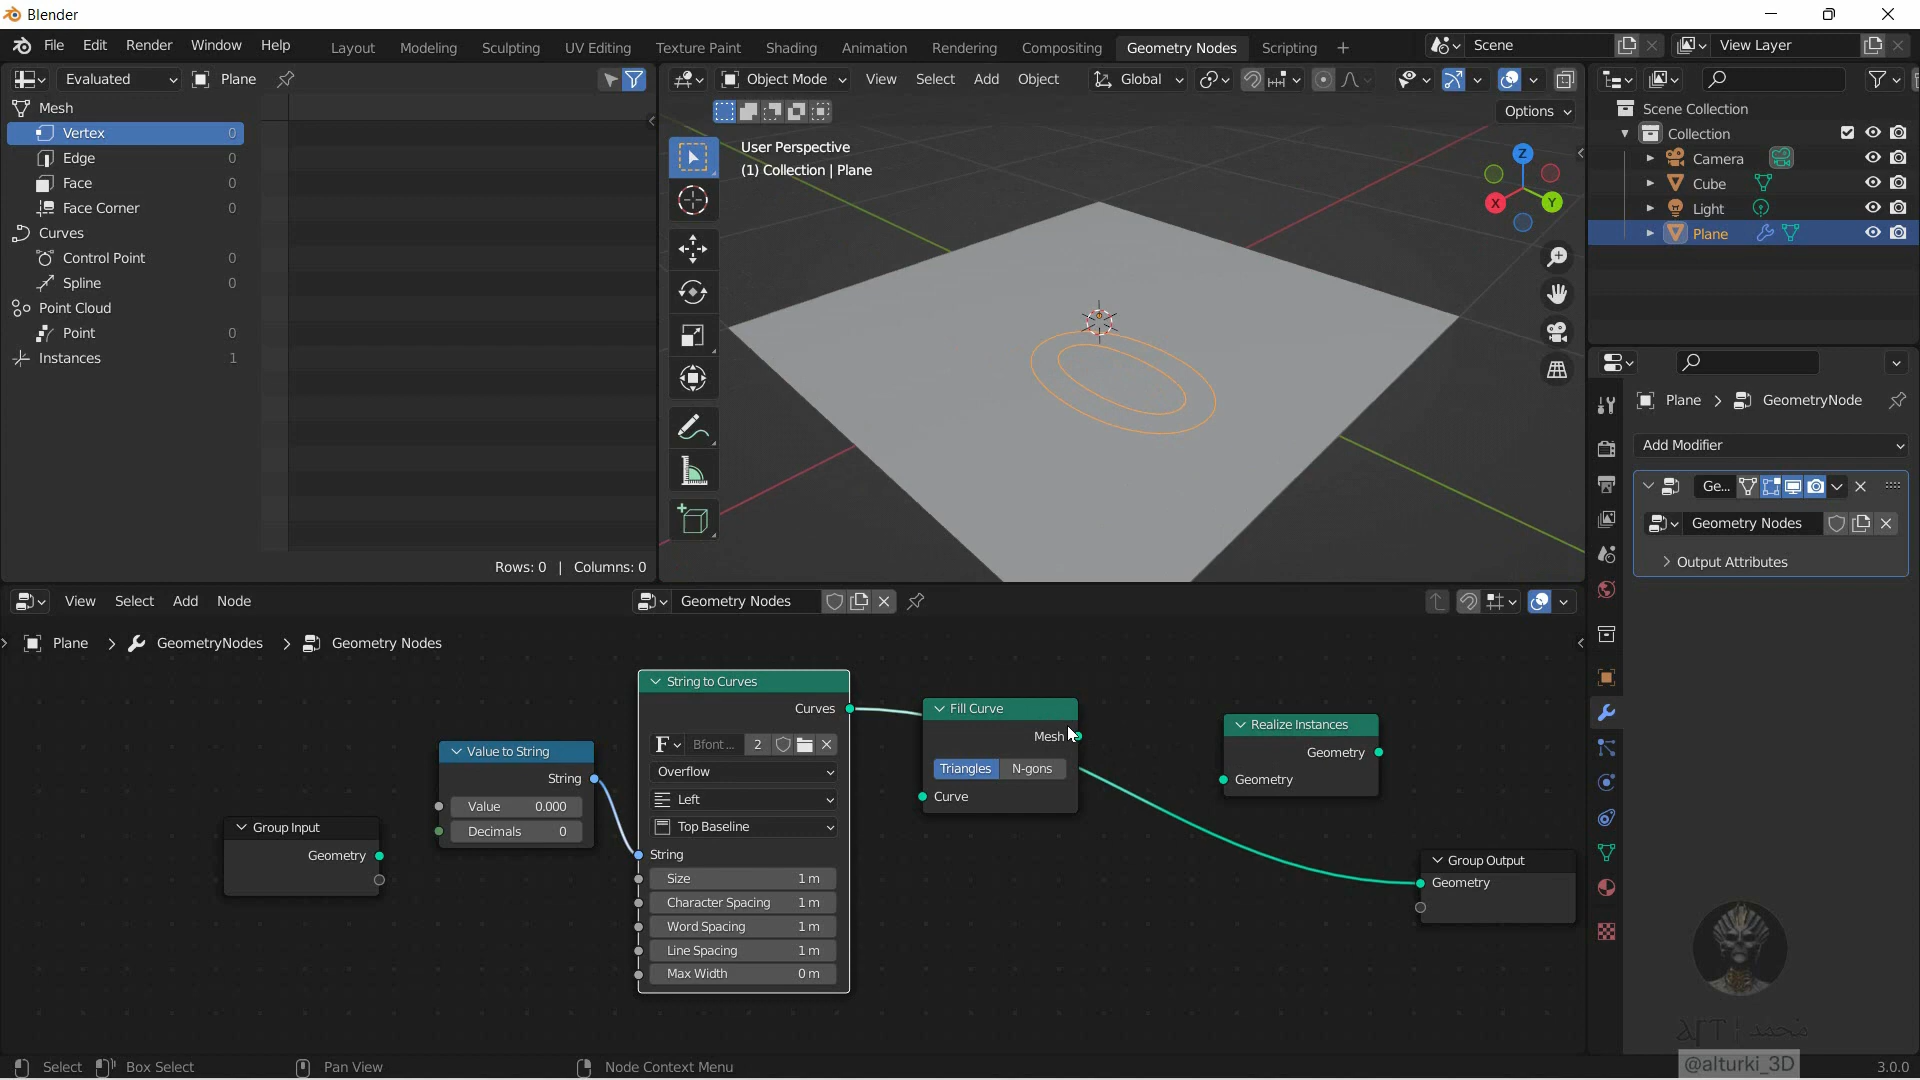 Blender
File Edit Render Window Help
Layout Modeling Sculpting UV Editing Texture Paint Shading Animation Rendering Compositing Geometry Nodes Scripting +
Scene
View Layer
Evaluated
Plane
Object Mode View Select Add Object
Global
Options
Mesh
Vertex 0
Edge 0
Face 0
Face Corner 0
Curves
Control Point 0
Spline 0
Point Cloud
Point 0
Instances 1
Rows: 0 | Columns: 0
User Perspective
(1) Collection | Plane
Z
X
Y
Scene Collection
Collection
Camera
Cube
Light
Plane
Plane > GeometryNode
Add Modifier
Ge...
Geometry Nodes
Output Attributes
View Select Add Node
Geometry Nodes
Plane > GeometryNodes > Geometry Nodes
Group Input
Geometry
Value to String
String
Value 0.000
Decimals 0
String to Curves
Curves
F Bfont ... 2
Overflow
Left
Top Baseline
String
Size 1 m
Character Spacing 1 m
Word Spacing 1 m
Line Spacing 1 m
Max Width 0 m
Fill Curve
Mesh
Triangles N-gons
Curve
Realize Instances
Geometry
Geometry
Group Output
Geometry
@alturki_3D
Select Box Select Pan View Node Context Menu
3.0.0